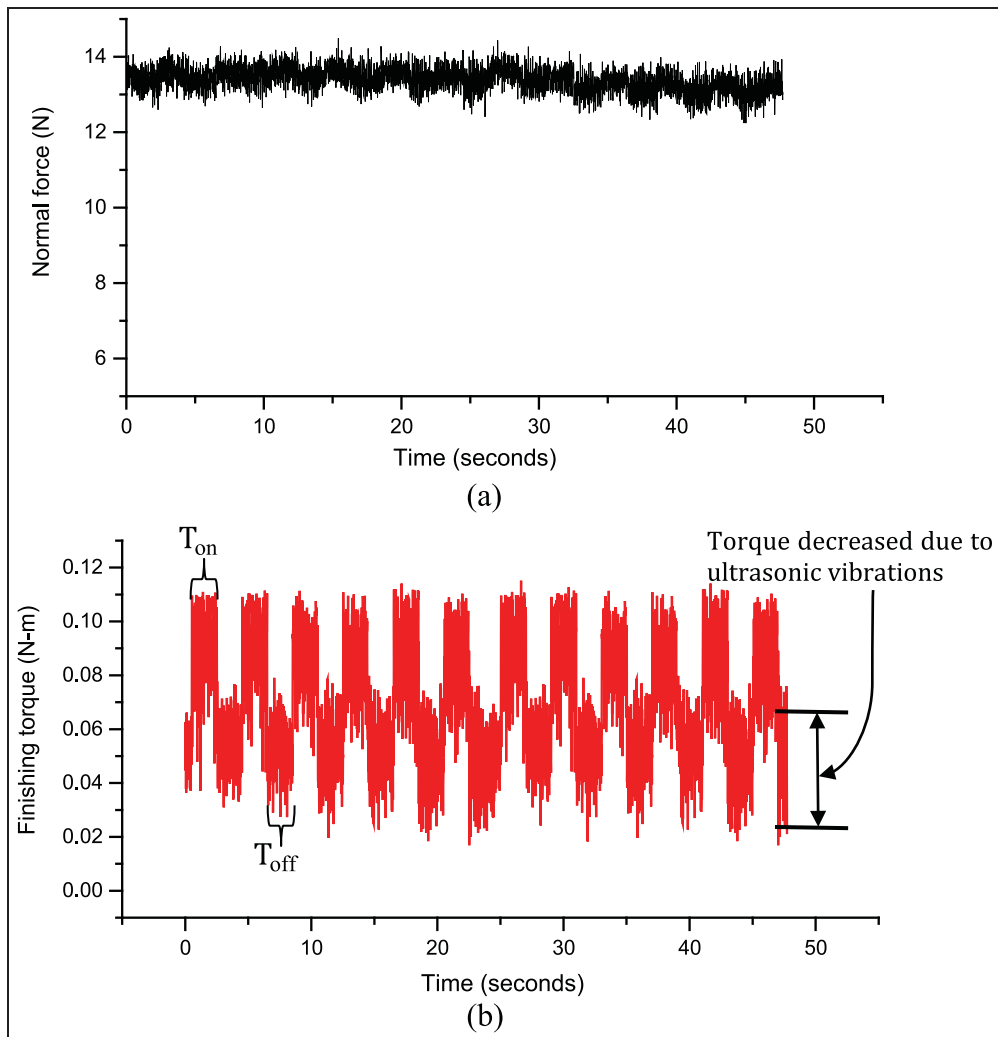 14
12
10
8
6
Normal force (N)
0
10
20
30
40
50
Time (seconds)
(a)
T_on
Torque decreased due to
ultrasonic vibrations
0.12
0.10
0.08
0.06
0.04
0.02
0.00
Finishing torque (N-m)
T_off
0
10
20
30
40
50
Time (seconds)
(b)